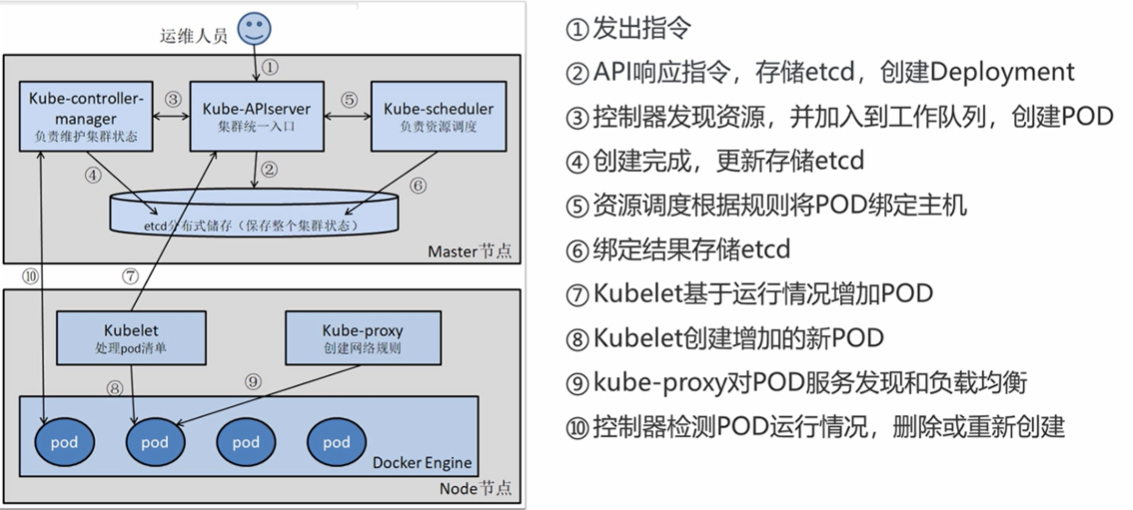 运维人员
①
Kube-controller-
manager
负责维护集群状态
③
Kube-APIserver
集群统一入口
⑤
Kube-scheduler
负责资源调度
④
②
⑥
etcd分布式储存（保存整个集群状态）
Master节点
⑩
⑦
Kubelet
处理pod清单
Kube-proxy
创建网络规则
⑧
⑨
pod
pod
pod
pod
Docker Engine
Node节点
①发出指令
②API响应指令，存储etcd，创建Deployment
③控制器发现资源，并加入到工作队列，创建POD
④创建完成，更新存储etcd
⑤资源调度根据规则将POD绑定主机
⑥绑定结果存储etcd
⑦Kubelet基于运行情况增加POD
⑧Kubelet创建增加的新POD
⑨kube-proxy对POD服务发现和负载均衡
⑩控制器检测POD运行情况，删除或重新创建